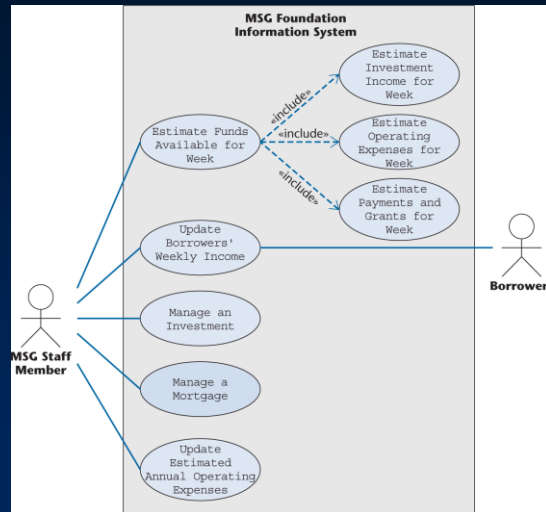 MSG Foundation
Information System
Estimate
Investment
Income for
Week
«include»
Estimate Funds
Available for
Week
«include»
Estimate
Operating
Expenses for
Week
«include»
Estimate
Payments and
Grants for
Week
Update
Borrowers'
Weekly Income
Borrower
Manage an
Investment
MSG Staff
Member
Manage a
Mortgage
Update
Estimated
Annual Operating
Expenses